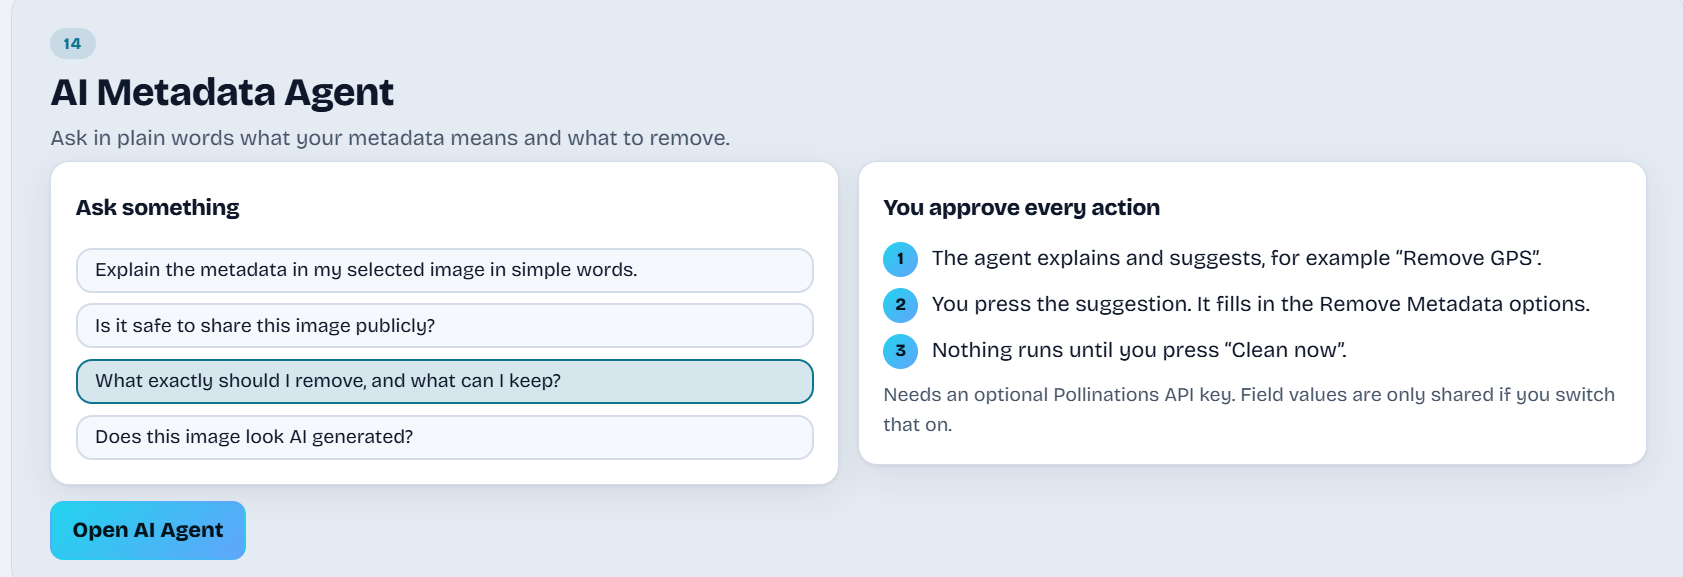 14
AI Metadata Agent
Ask in plain words what your metadata means and what to remove.
Ask something
Explain the metadata in my selected image in simple words.
Is it safe to share this image publicly?
What exactly should I remove, and what can I keep?
Does this image look AI generated?
You approve every action
1 The agent explains and suggests, for example “Remove GPS”.
2 You press the suggestion. It fills in the Remove Metadata options.
3 Nothing runs until you press “Clean now”.
Needs an optional Pollinations API key. Field values are only shared if you switch
that on.
Open AI Agent